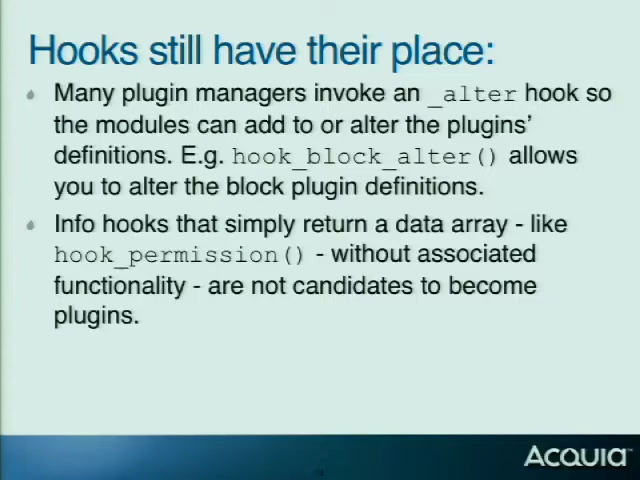 Hooks still have their place:
Many plugin managers invoke an _alter hook so
the modules can add to or alter the plugins'
definitions. E.g. hook_block_alter() allows
you to alter the block plugin definitions.
Info hooks that simply return a data array - like
hook_permission() - without associated
functionality - are not candidates to become
plugins.
Acquia